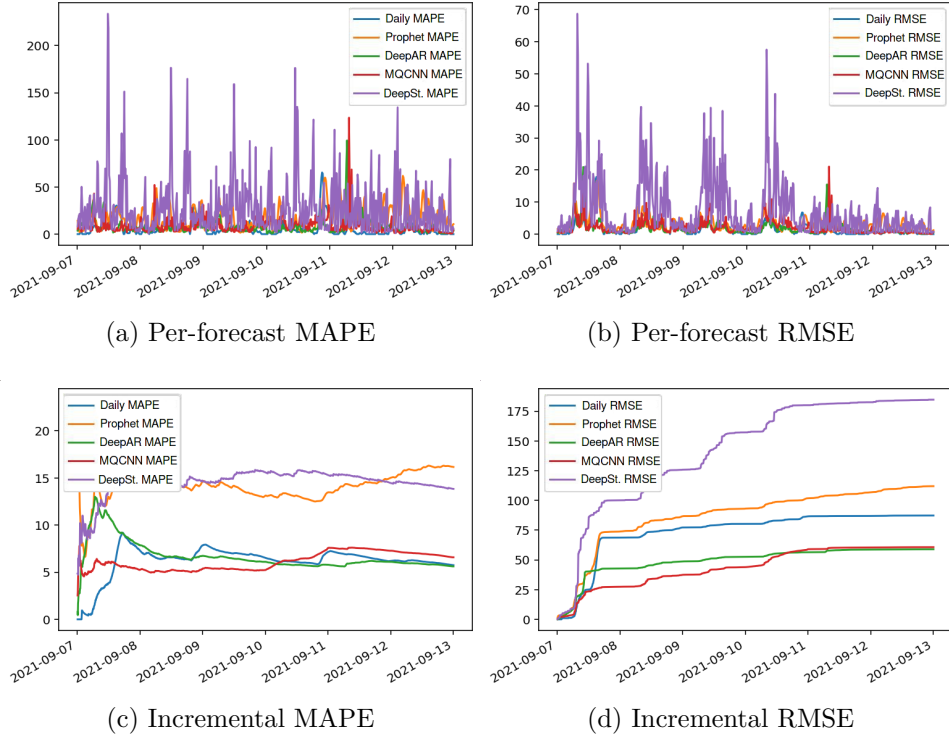 Daily MAPE
Prophet MAPE
DeepAR MAPE
MQCNN MAPE
DeepSt. MAPE
200
150
100
50
0
2021-09-07
2021-09-08
2021-09-09
2021-09-10
2021-09-11
2021-09-12
2021-09-13
(a) Per-forecast MAPE
Daily RMSE
Prophet RMSE
DeepAR RMSE
MQCNN RMSE
DeepSt. RMSE
70
60
50
40
30
20
10
0
2021-09-07
2021-09-08
2021-09-09
2021-09-10
2021-09-11
2021-09-12
2021-09-13
(b) Per-forecast RMSE
Daily MAPE
Prophet MAPE
DeepAR MAPE
MQCNN MAPE
DeepSt. MAPE
20
15
10
5
0
2021-09-07
2021-09-08
2021-09-09
2021-09-10
2021-09-11
2021-09-12
2021-09-13
(c) Incremental MAPE
Daily RMSE
Prophet RMSE
DeepAR RMSE
MQCNN RMSE
DeepSt. RMSE
175
150
125
100
75
50
25
0
2021-09-07
2021-09-08
2021-09-09
2021-09-10
2021-09-11
2021-09-12
2021-09-13
(d) Incremental RMSE